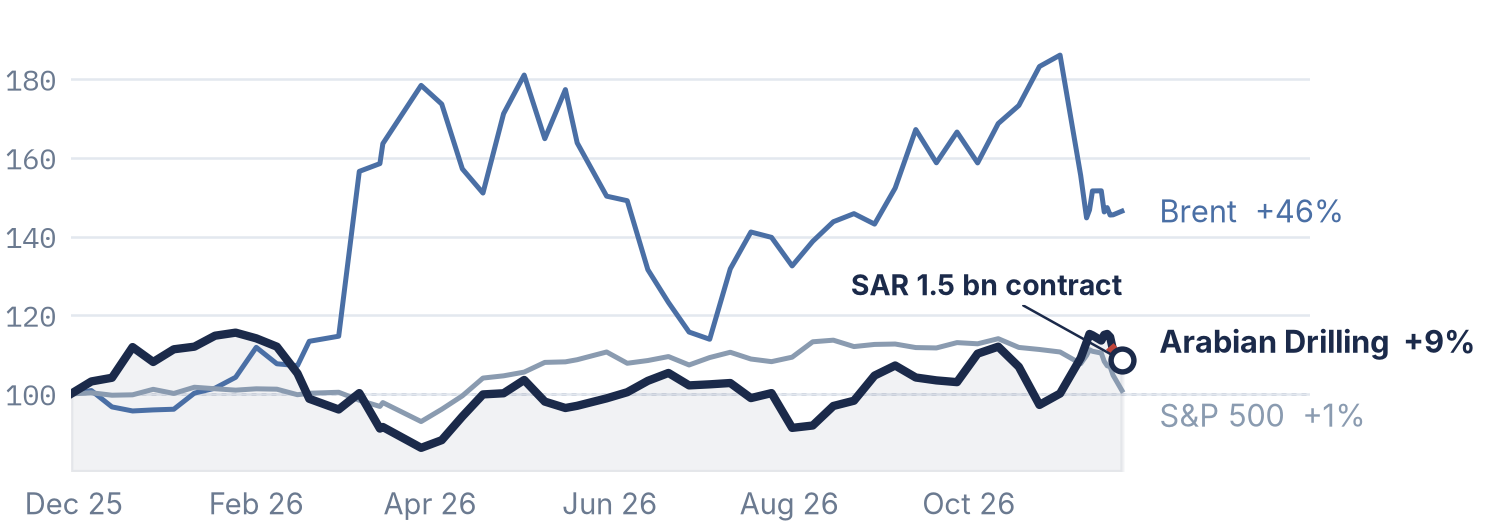 180
160
140
120
100
Brent +46%
SAR 1.5 bn contract
Arabian Drilling +9%
S&P 500 +1%
Dec 25 Feb 26 Apr 26 Jun 26 Aug 26 Oct 26